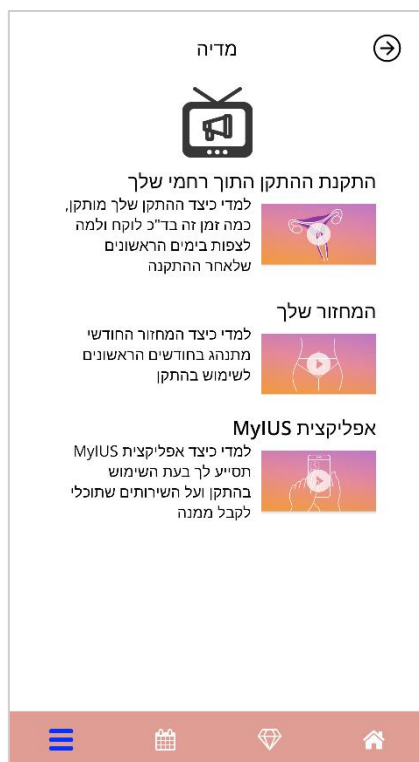 מדיה
התקנת ההתקן התוך רחמי שלך
למדי כיצד ההתקן שלך מותקן,
כמה זמן זה בד"כ לוקח ולמה
לצפות בימים הראשונים
שלאחר ההתקנה
המחזור שלך
למדי כיצד המחזור החודשי
מתנהג בחודשים הראשונים
לשימוש בהתקן
אפליקצית MyIUS
למדי כיצד אפליקצית MyIUS
תסייע לך בעת השימוש
בהתקן ועל השירותים שתוכלי
לקבל ממנה